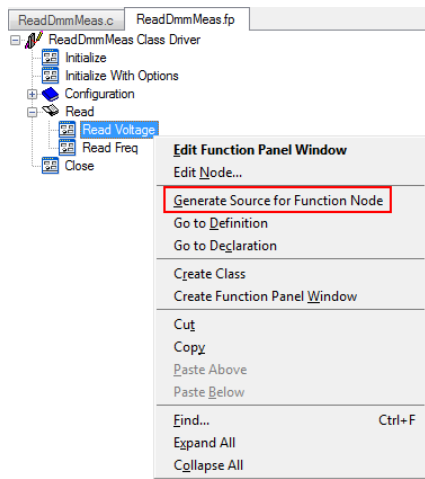 ReadDmmMeas.c ReadDmmMeas.fp
ReadDmmMeas Class Driver
Initialize
Initialize With Options
Configuration
Read
Read Voltage
Read Freq
Close
Edit Function Panel Window
Edit Node...
Generate Source for Function Node
Go to Definition
Go to Declaration
Create Class
Create Function Panel Window
Cut
Copy
Paste Above
Paste Below
Find... Ctrl+F
Expand All
Collapse All